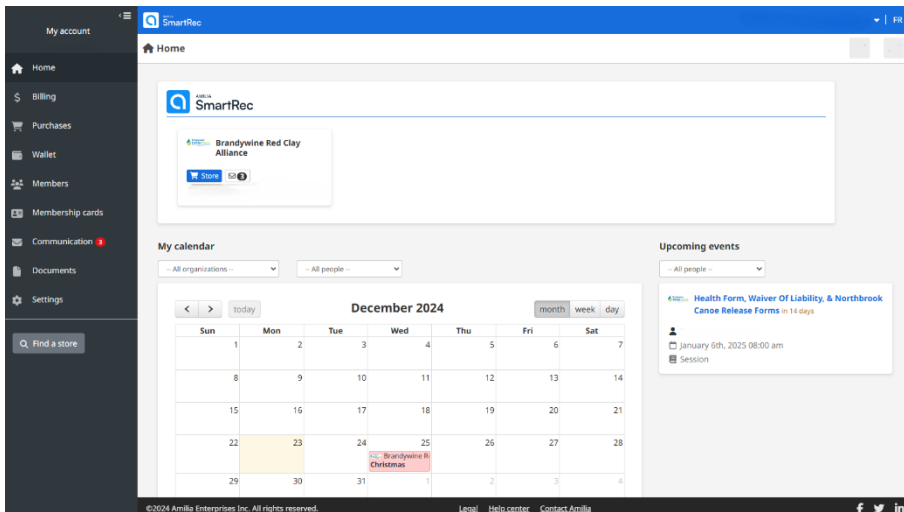 My account
Home
Billing
Purchases
Wallet
Members
Membership cards
Communication 3
Documents
Settings
Find a store
AMILIA
SmartRec
FR
Home
AMILIA
SmartRec
Brandywine Red Clay
Alliance
Store
3
My calendar
-- All organizations --
-- All people --
today
December 2024
month week day
Sun Mon Tue Wed Thu Fri Sat
1 2 3 4 5 6 7
8 9 10 11 12 13 14
15 16 17 18 19 20 21
22 23 24 25 26 27 28
Brandywine R
Christmas
29 30 31 1 2 3 4
Upcoming events
-- All people --
Health Form, Waiver Of Liability, & Northbrook
Canoe Release Forms in 14 days
January 6th, 2025 08:00 am
Session
©2024 Amilia Enterprises Inc. All rights reserved.
Legal Help center Contact Amilia